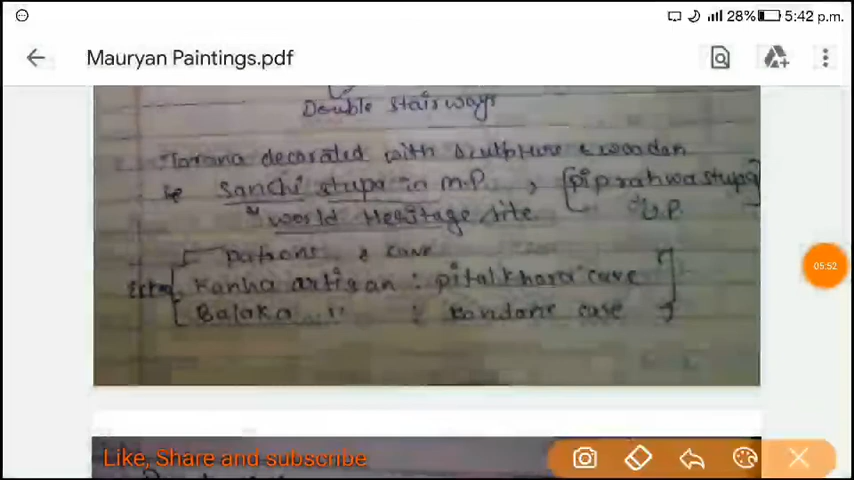 28% 5:42 p.m.
Mauryan Paintings.pdf
Double stairways
Torana decorated with sculpture & wooden
Sanchi stupa in M.P. , [piprahwa stupa]
world Heritage site U.P.
patrons & cave
Extra Kanha artisan : pitalkhora cave
Balaka " : kondane cave
05:52
Like, Share and subscribe